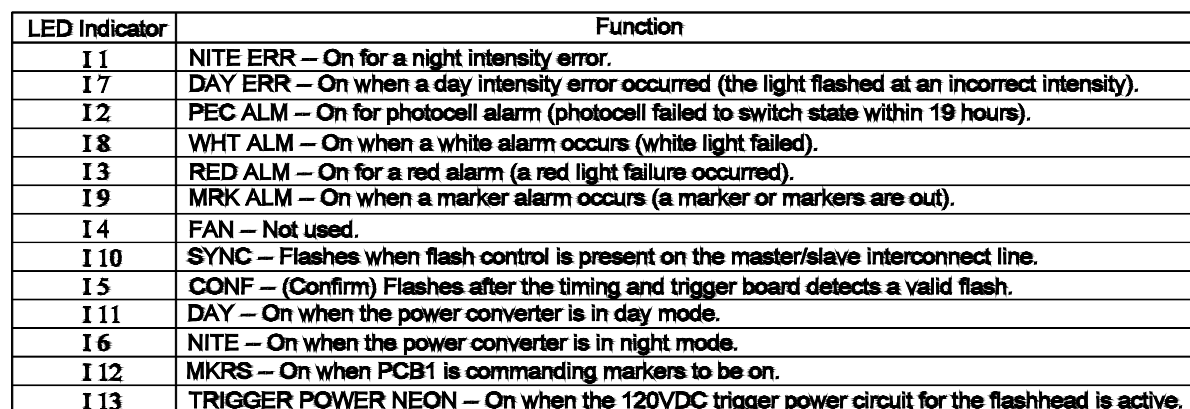 LED Indicator Function
I 1 NITE ERR – On for a night intensity error.
I 7 DAY ERR – On when a day intensity error occurred (the light flashed at an incorrect intensity).
I 2 PEC ALM – On for photocell alarm (photocell failed to switch state within 19 hours).
I 8 WHT ALM – On when a white alarm occurs (white light failed).
I 3 RED ALM – On for a red alarm (a red light failure occurred).
I 9 MRK ALM – On when a marker alarm occurs (a marker or markers are out).
I 4 FAN – Not used.
I 10 SYNC – Flashes when flash control is present on the master/slave interconnect line.
I 5 CONF – (Confirm) Flashes after the timing and trigger board detects a valid flash.
I 11 DAY – On when the power converter is in day mode.
I 6 NITE – On when the power converter is in night mode.
I 12 MKRS – On when PCB1 is commanding markers to be on.
I 13 TRIGGER POWER NEON – On when the 120VDC trigger power circuit for the flashhead is active.